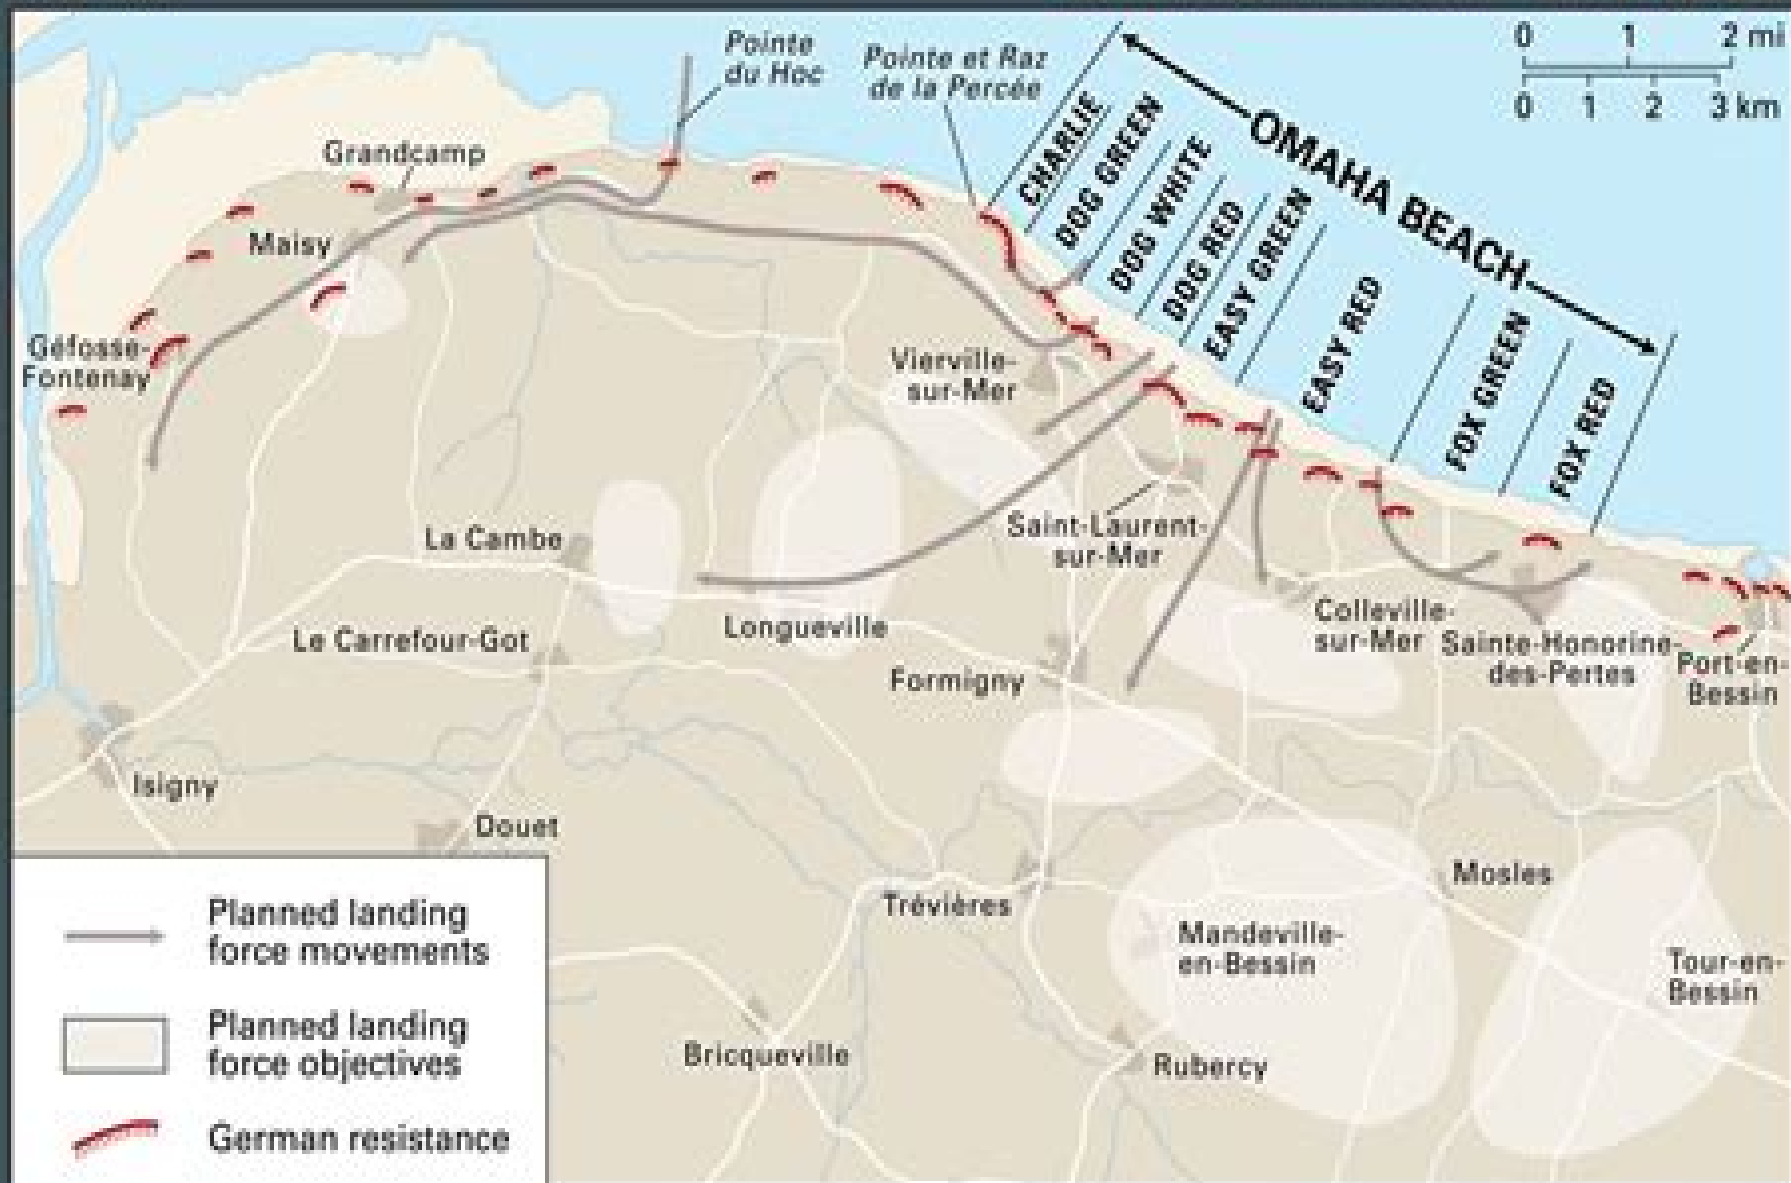 Pointe
du Hoc
Pointe et Raz
de la Percée
0 1 2 mi
0 1 2 3 km
OMAHA BEACH
CHARLIE
DOG GREEN
DOG WHITE
DOG RED
EASY GREEN
EASY RED
FOX GREEN
FOX RED
Grandcamp
Maisy
Géfosse-
Fontenay
Vierville-
sur-Mer
Saint-Laurent-
sur-Mer
La Cambe
Longueville
Le Carrefour-Got
Formigny
Colleville-
sur-Mer
Sainte-Honorine-
des-Pertes
Port-en-
Bessin
Isigny
Douet
Trévières
Mosles
Mandeville-
en-Bessin
Tour-en-
Bessin
Bricqueville
Rubercy
Planned landing
force movements
Planned landing
force objectives
German resistance